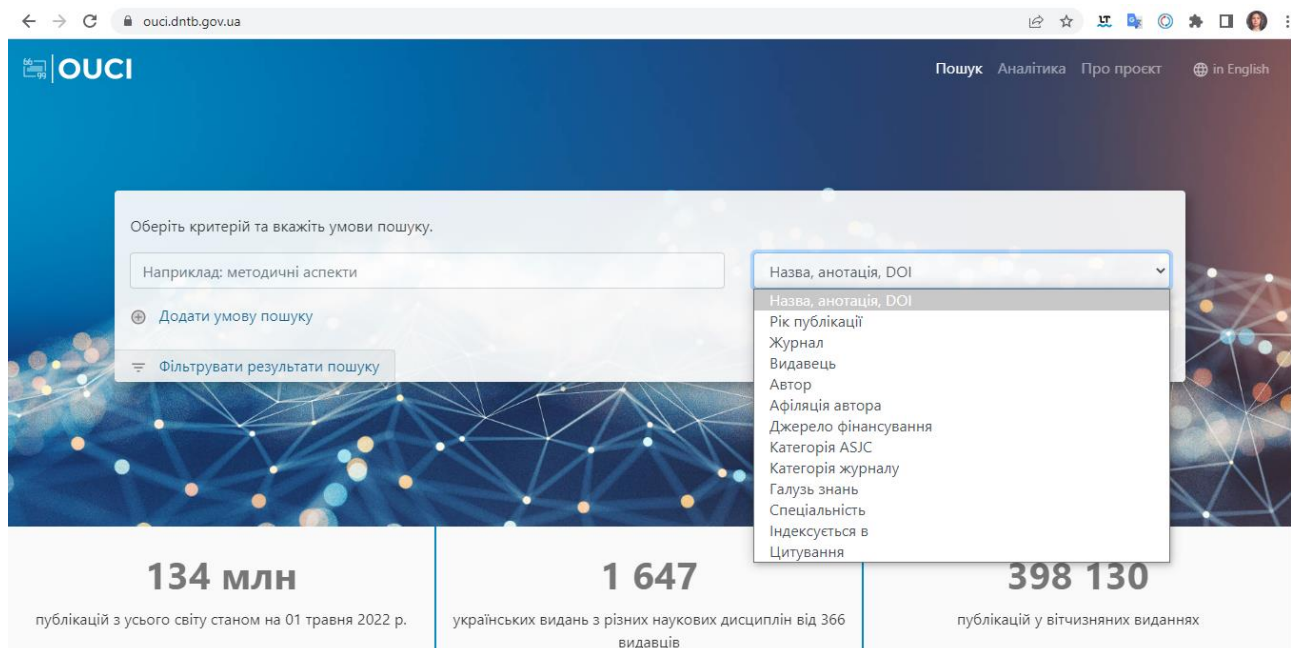 ouci.dntb.gov.ua
66
99
OUCI
Пошук Аналітика Про проєкт in English
Оберіть критерій та вкажіть умови пошуку.
Наприклад: методичні аспекти
Назва, анотація, DOI
Додати умову пошуку
Фільтрувати результати пошуку
Назва, анотація, DOI
Рік публікації
Журнал
Видавець
Автор
Афіляція автора
Джерело фінансування
Категорія ASJC
Категорія журналу
Галузь знань
Спеціальність
Індексується в
Цитування
134 млн
публікацій з усього світу станом на 01 травня 2022 р.
1 647
українських видань з різних наукових дисциплін від 366
видавців
398 130
публікацій у вітчизняних виданнях